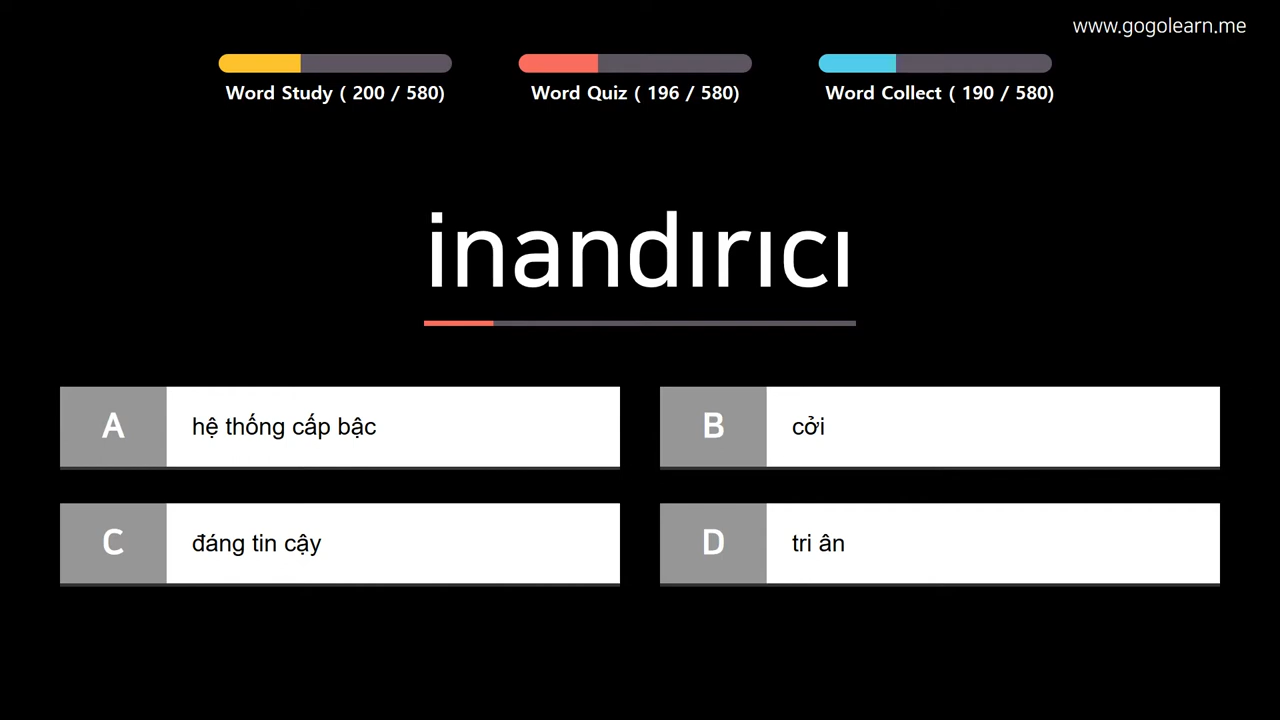 www.gogolearn.me
Word Study ( 200 / 580)
Word Quiz ( 196 / 580)
Word Collect ( 190 / 580)
inandırıcı
A hệ thống cấp bậc
B cởi
C đáng tin cậy
D tri ân